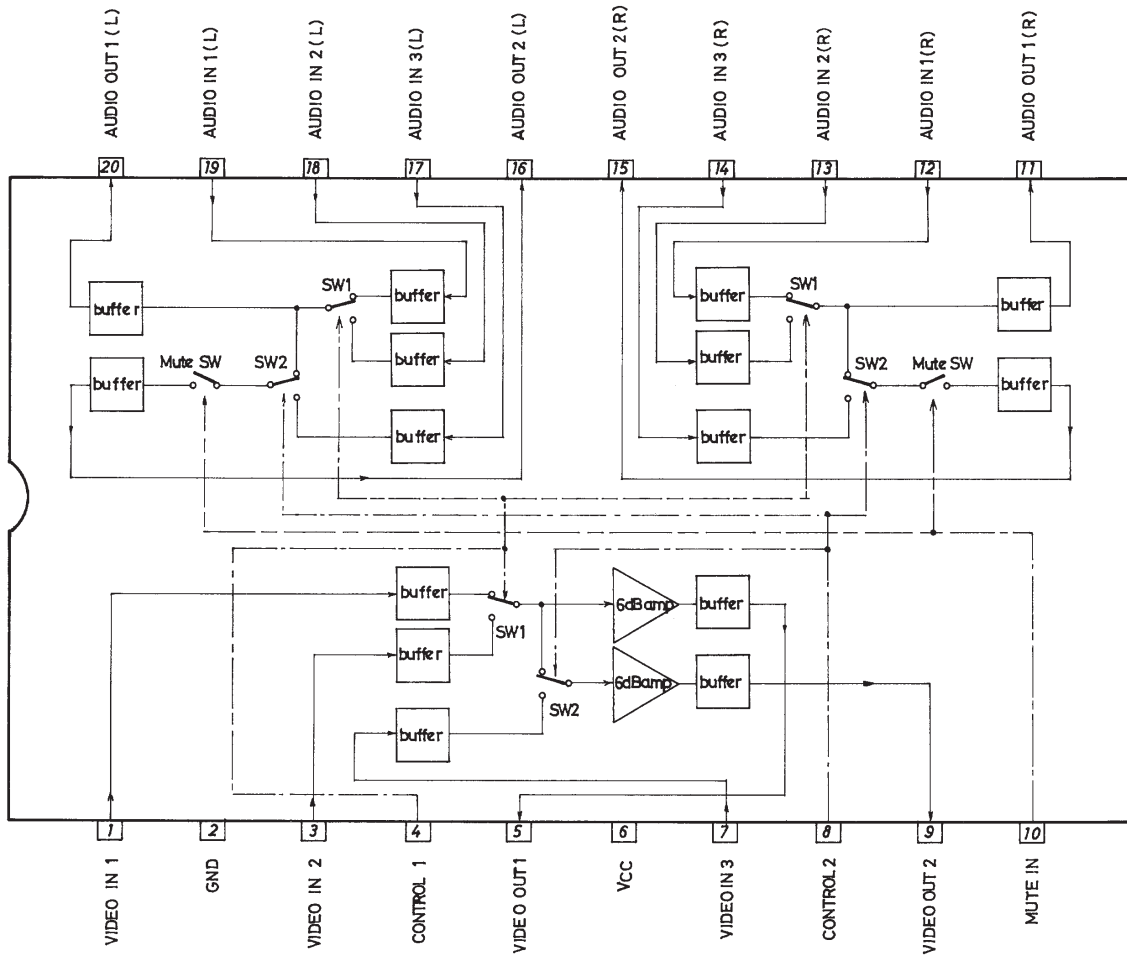 AUDIO OUT 1 (L)
AUDIO IN 1 (L)
AUDIO IN 2 (L)
AUDIO IN 3 (L)
AUDIO OUT 2 (L)
AUDIO OUT 2 (R)
AUDIO IN 3 (R)
AUDIO IN 2 (R)
AUDIO IN 1 (R)
AUDIO OUT 1 (R)
20
19
18
17
16
15
14
13
12
11
buffer
SW1
buffer
buffer
SW1
buffer
buffer
Mute SW
SW2
buffer
buffer
SW2
Mute SW
buffer
buffer
buffer
buffer
SW1
6dBamp
buffer
buffer
6dBamp
buffer
buffer
SW2
1
2
3
4
5
6
7
8
9
10
VIDEO IN 1
GND
VIDEO IN 2
CONTROL 1
VIDEO OUT 1
VCC
VIDEO IN 3
CONTROL 2
VIDEO OUT 2
MUTE IN